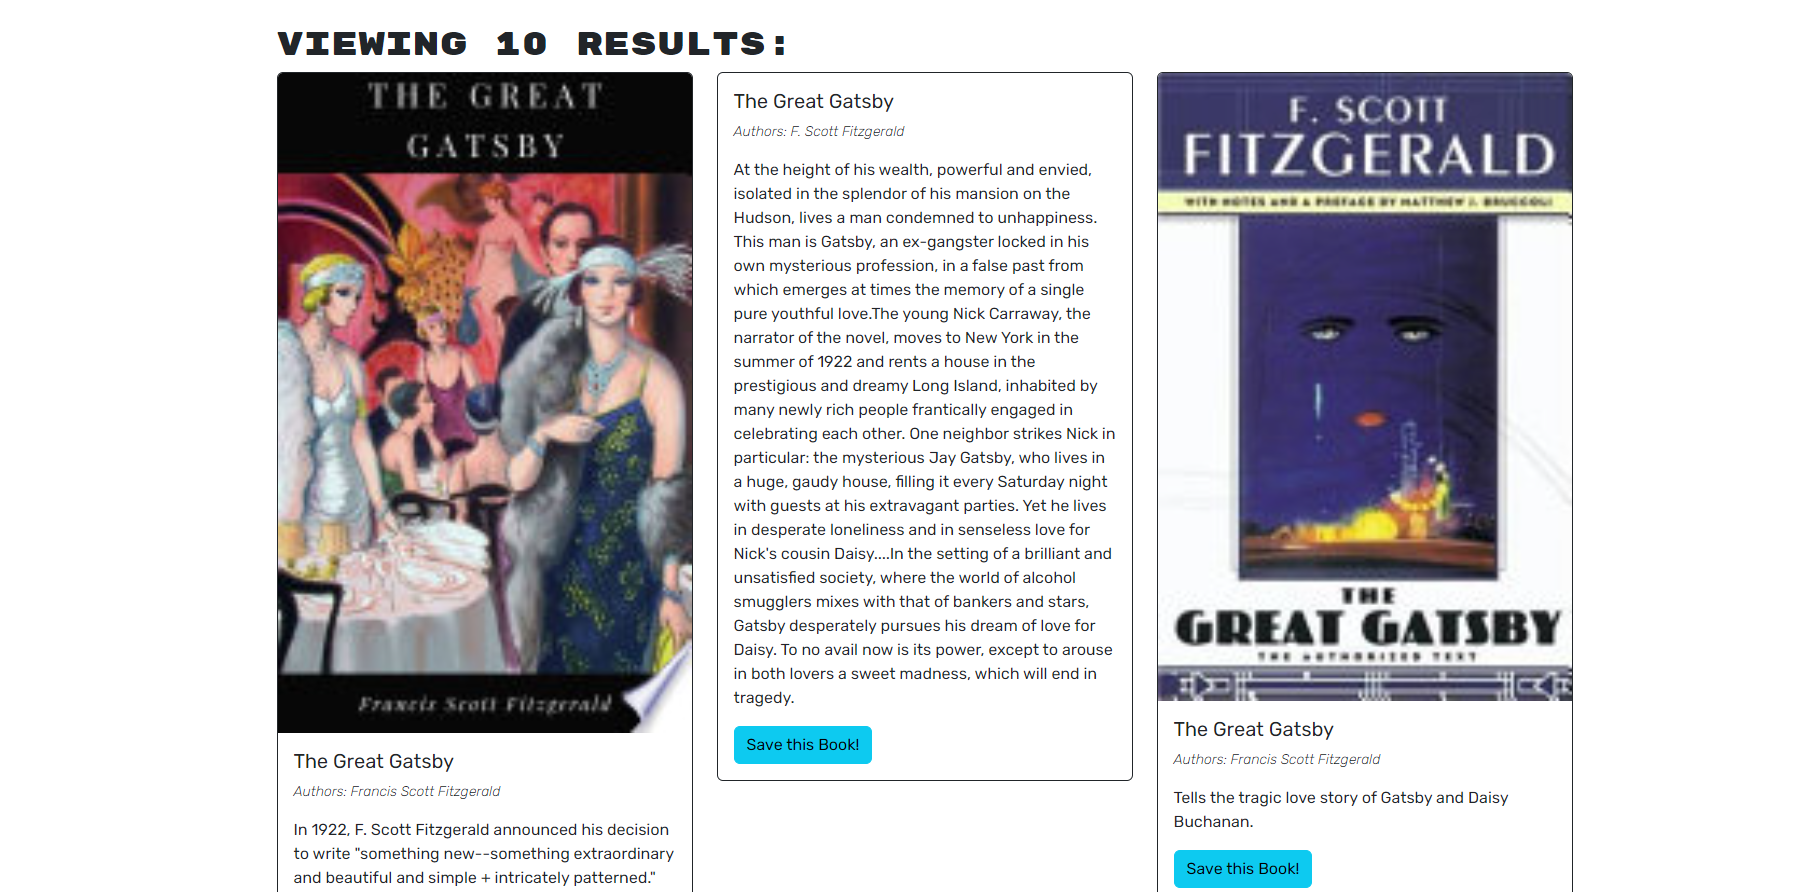 VIEWING 10 RESULTS:
THE GREAT
GATSBY
Francis Scott Fitzgerald
The Great Gatsby
Authors: Francis Scott Fitzgerald
In 1922, F. Scott Fitzgerald announced his decision
to write "something new--something extraordinary
and beautiful and simple + intricately patterned."
The Great Gatsby
Authors: F. Scott Fitzgerald
At the height of his wealth, powerful and envied,
isolated in the splendor of his mansion on the
Hudson, lives a man condemned to unhappiness.
This man is Gatsby, an ex-gangster locked in his
own mysterious profession, in a false past from
which emerges at times the memory of a single
pure youthful love.The young Nick Carraway, the
narrator of the novel, moves to New York in the
summer of 1922 and rents a house in the
prestigious and dreamy Long Island, inhabited by
many newly rich people frantically engaged in
celebrating each other. One neighbor strikes Nick in
particular: the mysterious Jay Gatsby, who lives in
a huge, gaudy house, filling it every Saturday night
with guests at his extravagant parties. Yet he lives
in desperate loneliness and in senseless love for
Nick's cousin Daisy....In the setting of a brilliant and
unsatisfied society, where the world of alcohol
smugglers mixes with that of bankers and stars,
Gatsby desperately pursues his dream of love for
Daisy. To no avail now is its power, except to arouse
in both lovers a sweet madness, which will end in
tragedy.
Save this Book!
F. SCOTT
FITZGERALD
WITH NOTES AND A PREFACE BY MATTHEW J. BRUCCOLI
THE
GREAT GATSBY
THE AUTHORIZED TEXT
The Great Gatsby
Authors: Francis Scott Fitzgerald
Tells the tragic love story of Gatsby and Daisy
Buchanan.
Save this Book!